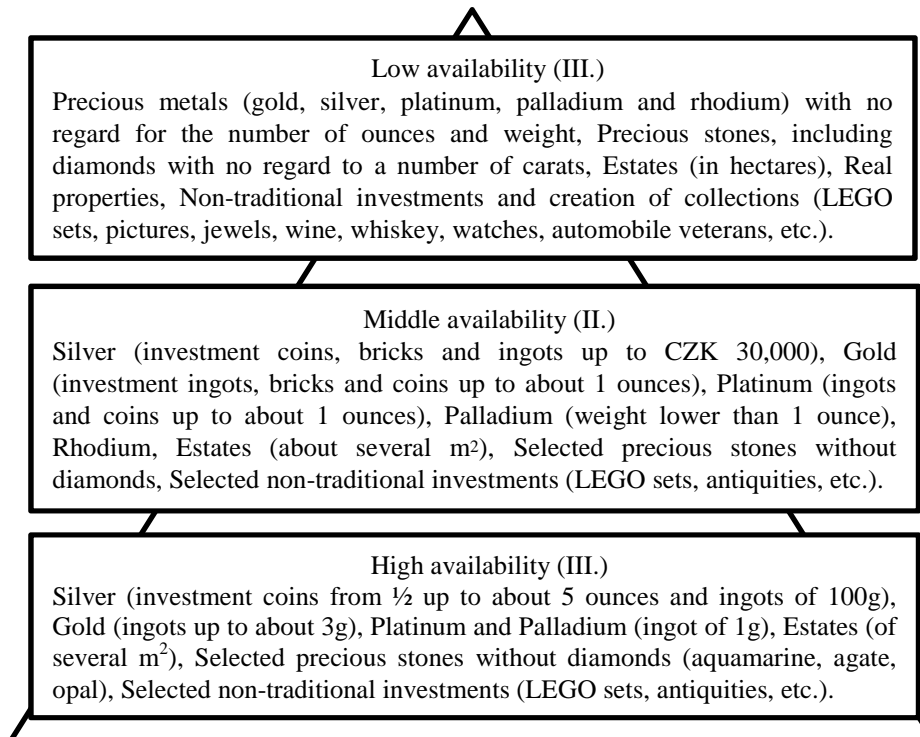 Low availability (III.)
Precious metals (gold, silver, platinum, palladium and rhodium) with no
regard for the number of ounces and weight, Precious stones, including
diamonds with no regard to a number of carats, Estates (in hectares), Real
properties, Non-traditional investments and creation of collections (LEGO
sets, pictures, jewels, wine, whiskey, watches, automobile veterans, etc.).
Middle availability (II.)
Silver (investment coins, bricks and ingots up to CZK 30,000), Gold
(investment ingots, bricks and coins up to about 1 ounces), Platinum (ingots
and coins up to about 1 ounces), Palladium (weight lower than 1 ounce),
Rhodium, Estates (about several m2), Selected precious stones without
diamonds, Selected non-traditional investments (LEGO sets, antiquities, etc.).
High availability (III.)
Silver (investment coins from ½ up to about 5 ounces and ingots of 100g),
Gold (ingots up to about 3g), Platinum and Palladium (ingot of 1g), Estates (of
several m²), Selected precious stones without diamonds (aquamarine, agate,
opal), Selected non-traditional investments (LEGO sets, antiquities, etc.).